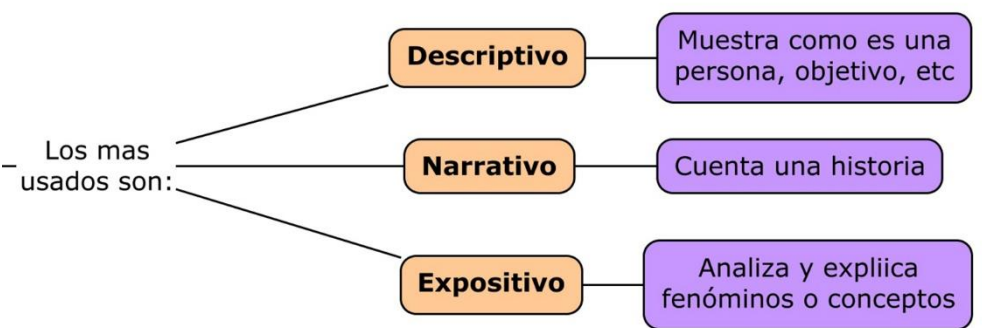 Los mas
usados son:
Descriptivo
Muestra como es una
persona, objetivo, etc
Narrativo
Cuenta una historia
Expositivo
Analiza y expliica
fenóminos o conceptos